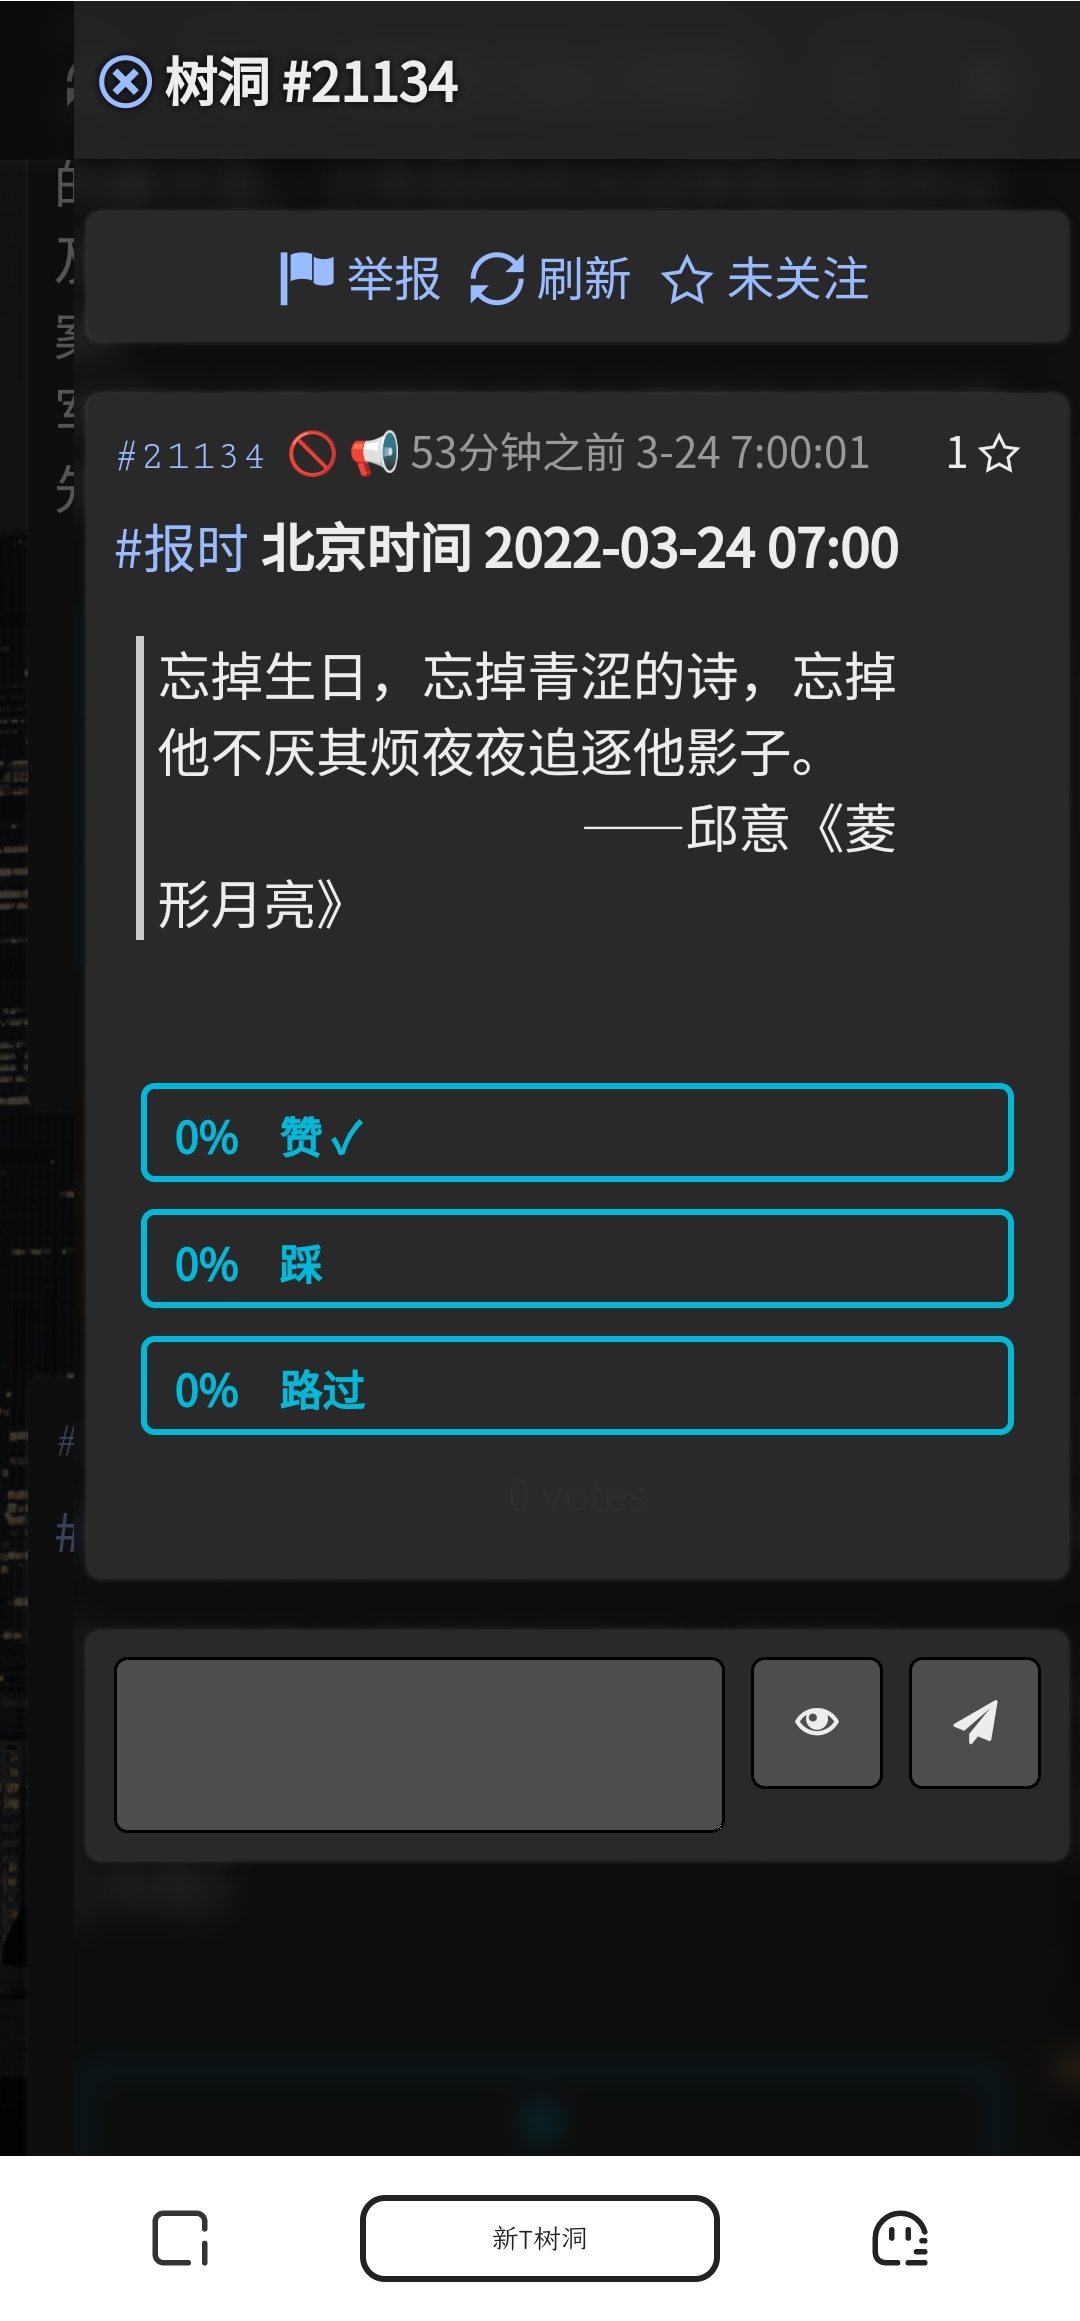 树洞 #21134
举报 刷新 未关注
#21134 53分钟之前 3-24 7:00:01 1
#报时 北京时间 2022-03-24 07:00
忘掉生日，忘掉青涩的诗，忘掉
他不厌其烦夜夜追逐他影子。
——邱意《菱
形月亮》
0% 赞✓
0% 踩
0% 路过
0 votes
新T树洞